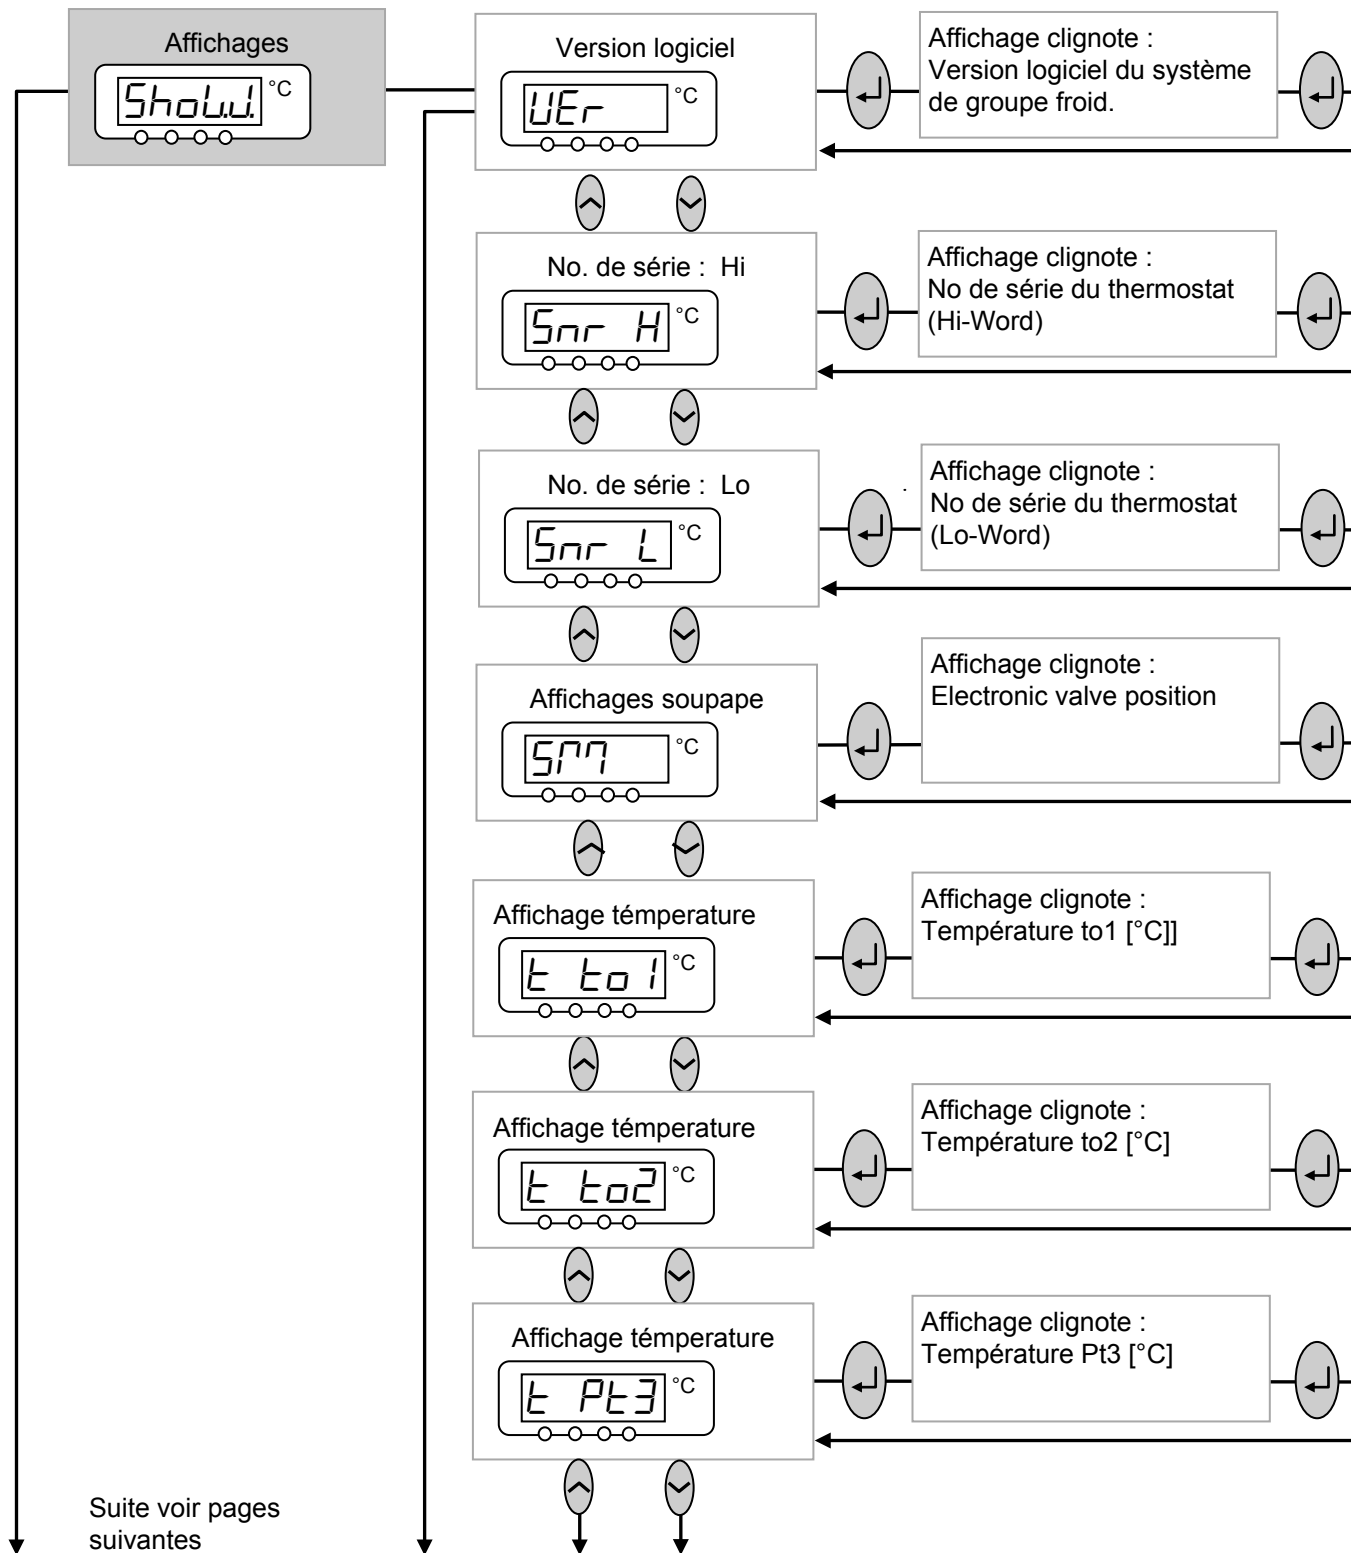 Affichages
ShoW.
°C
Version logiciel
VEr
°C
Affichage clignote :
Version logiciel du système
de groupe froid.
No. de série : Hi
Snr H
°C
Affichage clignote :
No de série du thermostat
(Hi-Word)
No. de série : Lo
Snr L
°C
Affichage clignote :
No de série du thermostat
(Lo-Word)
Affichages soupape
SM
°C
Affichage clignote :
Electronic valve position
Affichage témperature
t to1
°C
Affichage clignote :
Température to1 [°C]]
Affichage témperature
t to2
°C
Affichage clignote :
Température to2 [°C]
Affichage témperature
t Pt3
°C
Affichage clignote :
Température Pt3 [°C]
Suite voir pages
suivantes